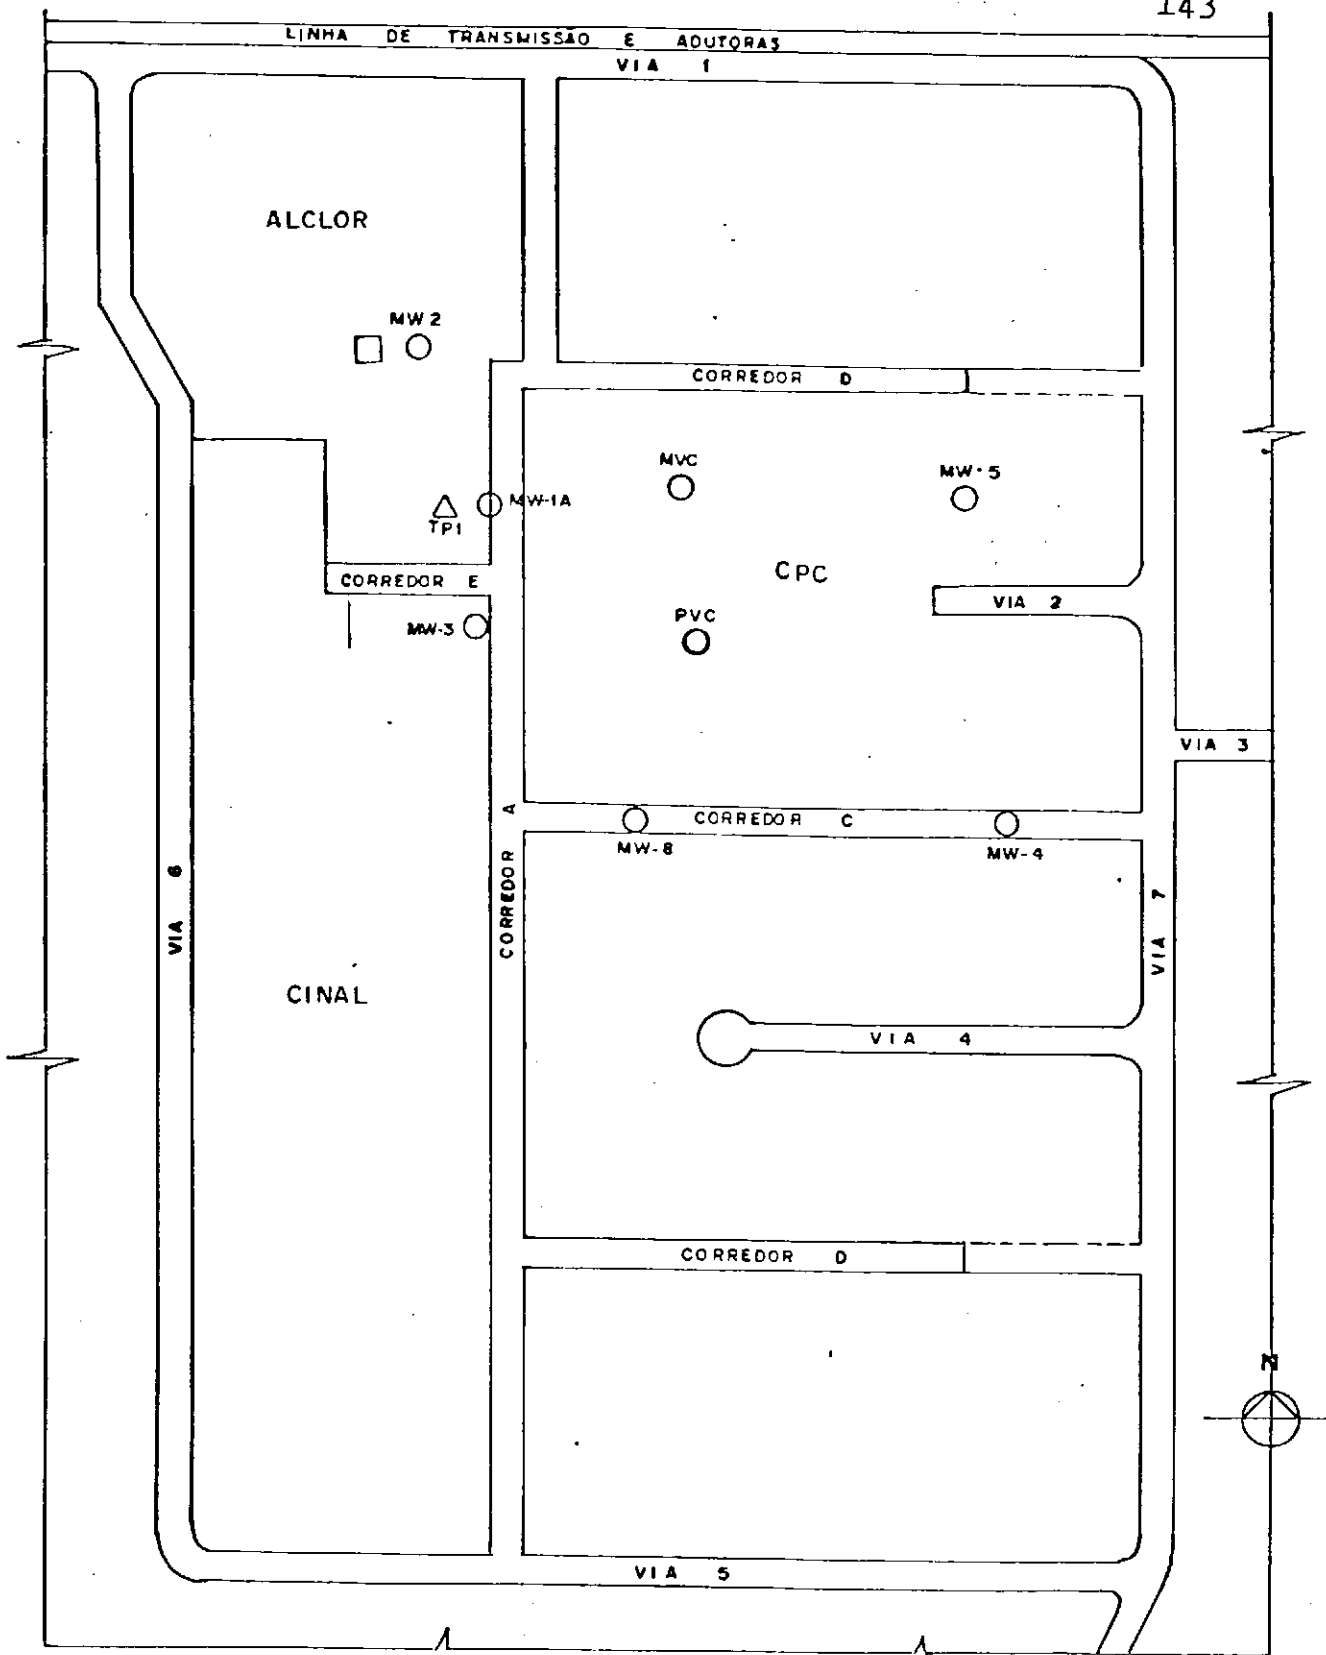 143
LINHA DE TRANSMISSÃO E ADUTORAS
VIA 1
ALCLOR
MW 2
CORREDOR D
MVC
MW-5
MW-1A
TP1
CPC
CORREDOR E
VIA 2
PVC
MW-3
VIA 3
CORREDOR C
MW-8
MW-4
CORREDOR A
VIA 6
VIA 7
CINAL
VIA 4
CORREDOR D
N
VIA 5